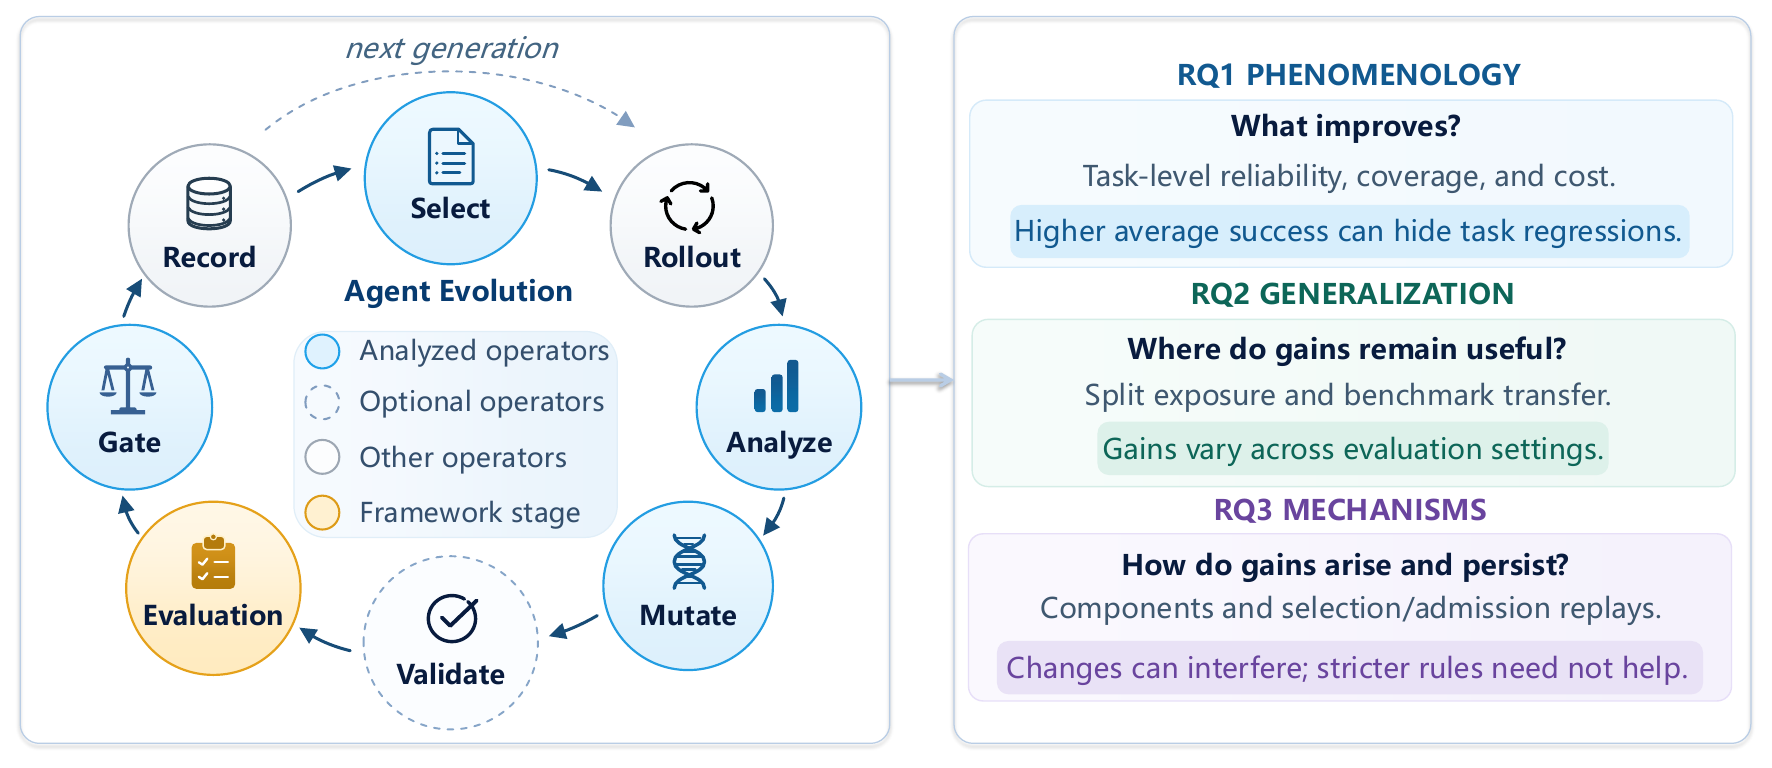 next generation
Select
Record
Rollout
Agent Evolution
Analyzed operators
Optional operators
Other operators
Framework stage
Gate
Analyze
Evaluation
Mutate
Validate
RQ1 PHENOMENOLOGY
What improves?
Task-level reliability, coverage, and cost.
Higher average success can hide task regressions.
RQ2 GENERALIZATION
Where do gains remain useful?
Split exposure and benchmark transfer.
Gains vary across evaluation settings.
RQ3 MECHANISMS
How do gains arise and persist?
Components and selection/admission replays.
Changes can interfere; stricter rules need not help.